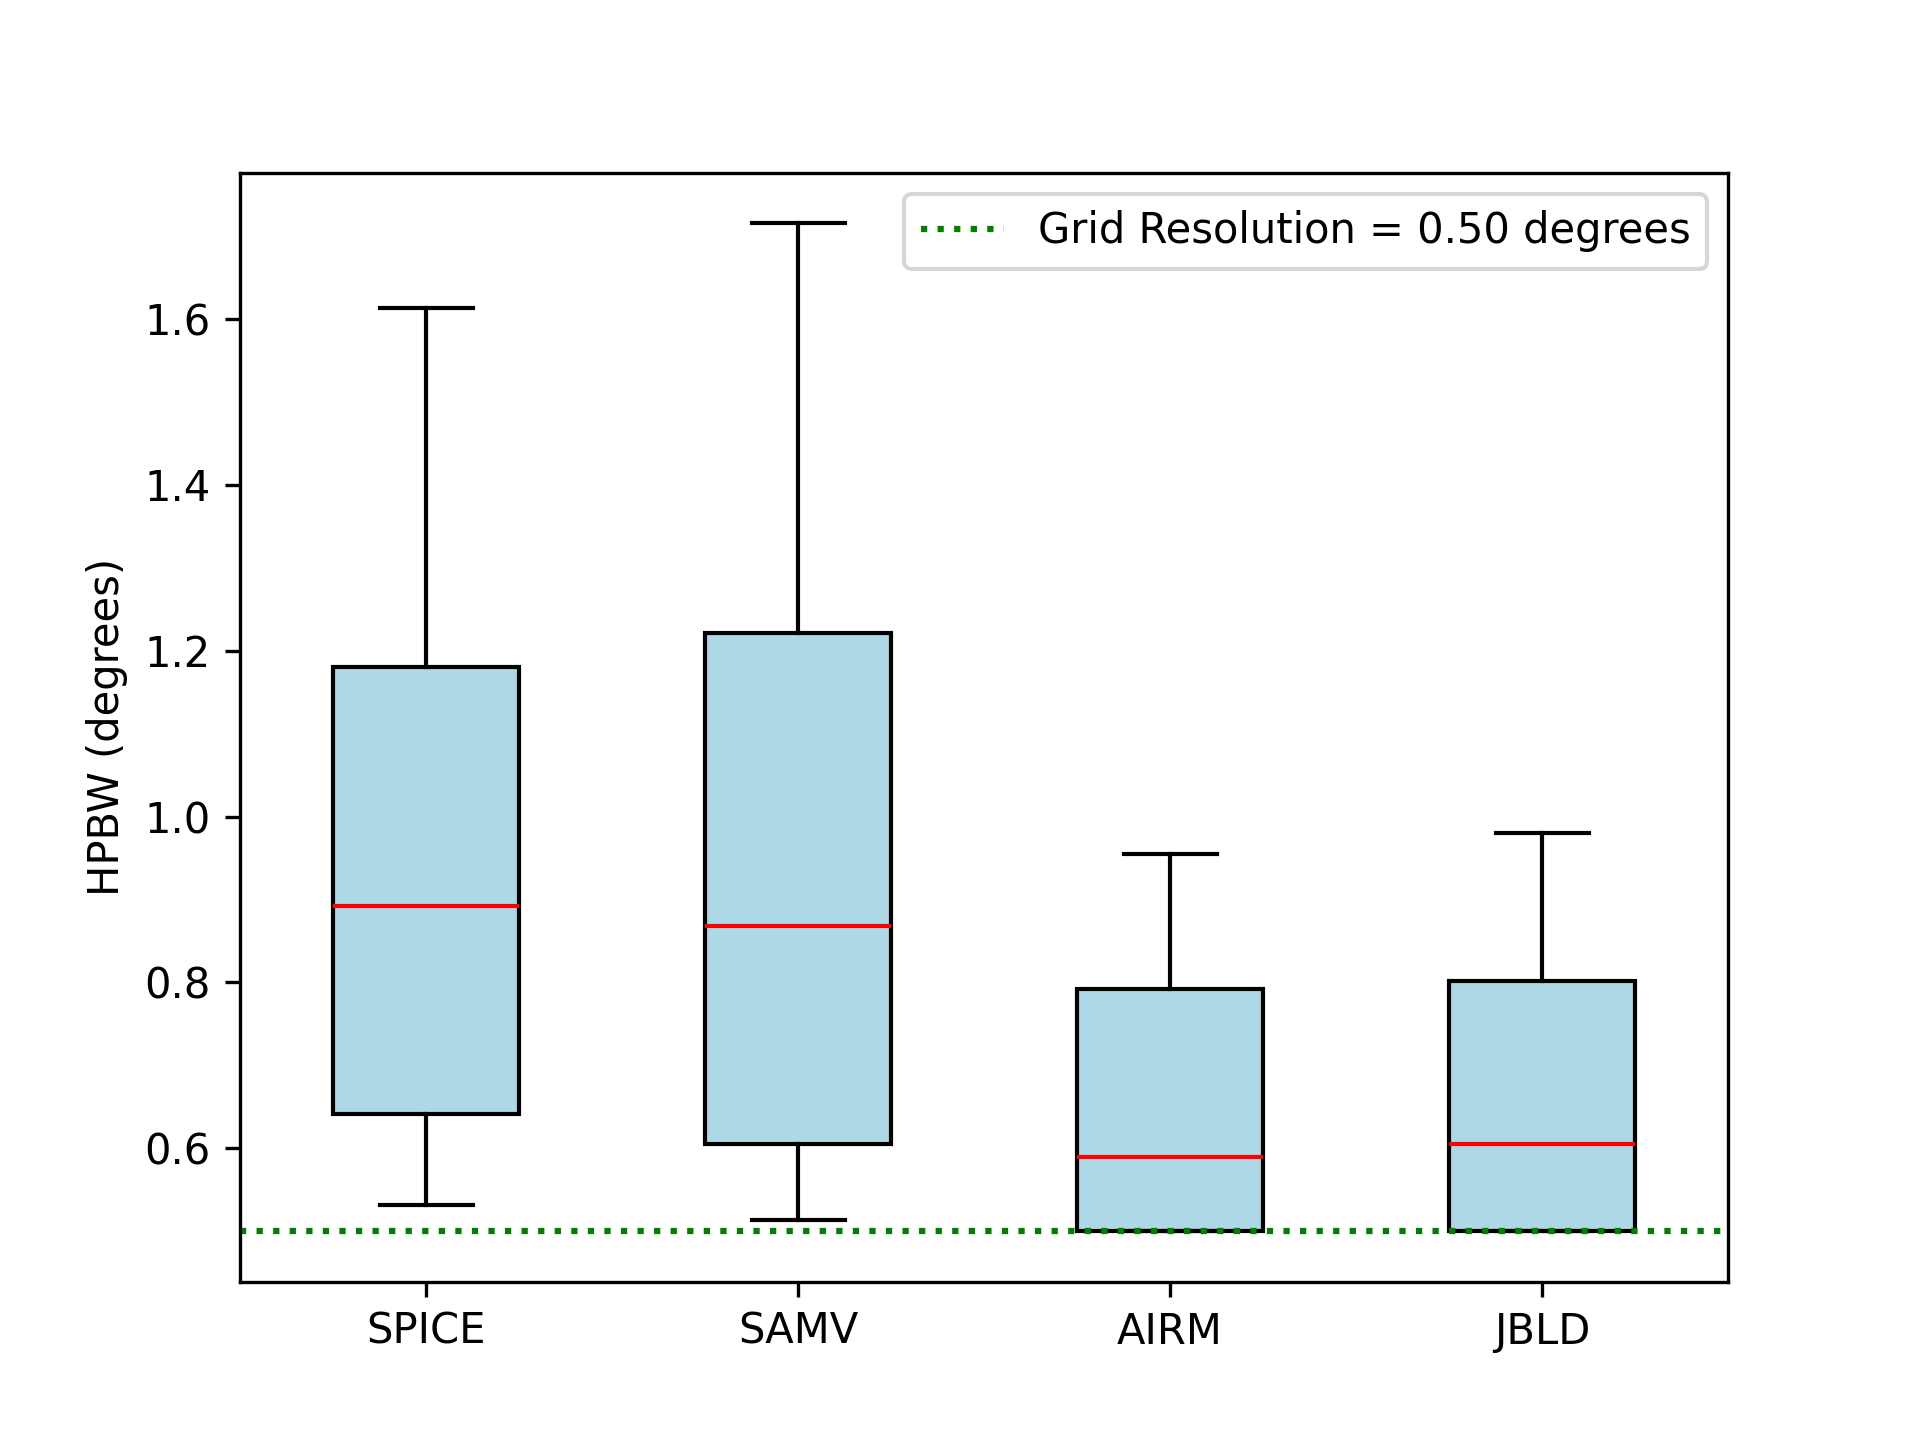 Grid Resolution = 0.50 degrees
HPBW (degrees)
1.6
1.4
1.2
1.0
0.8
0.6
SPICE SAMV AIRM JBLD